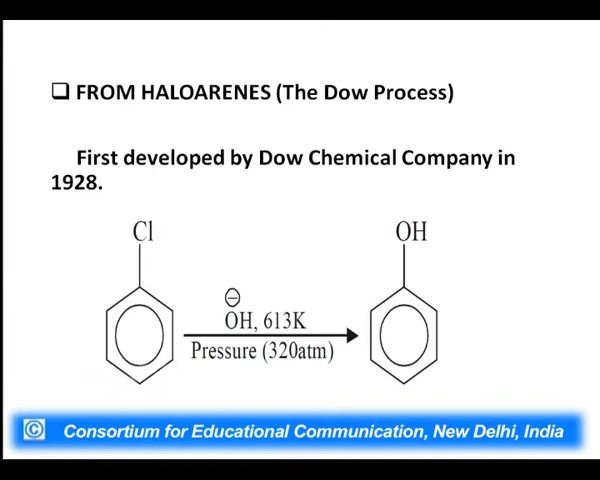 FROM HALOARENES (The Dow Process)
First developed by Dow Chemical Company in
1928.
Cl
OH
⊖
OH, 613K
Pressure (320atm)
© Consortium for Educational Communication, New Delhi, India